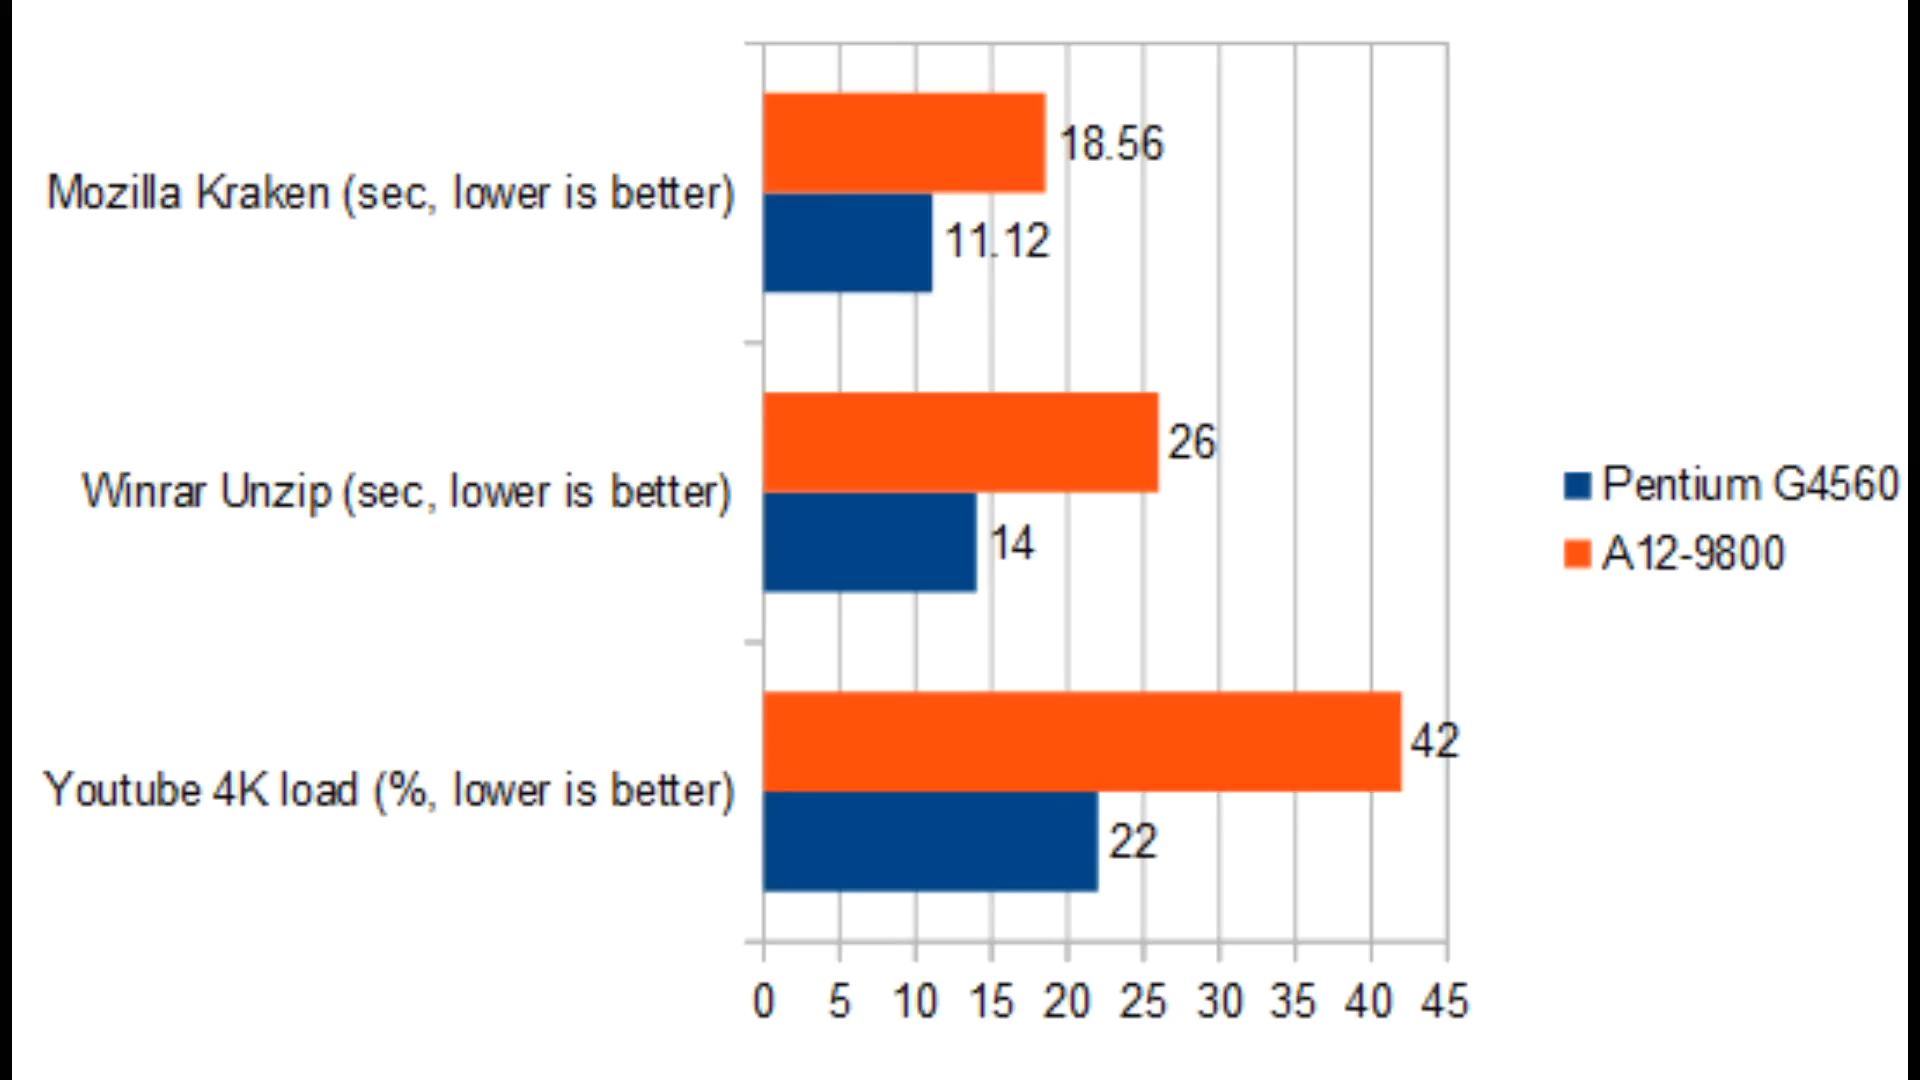 18.56
Mozilla Kraken (sec, lower is better)
11.12
26
Winrar Unzip (sec, lower is better)
14
Pentium G4560
A12-9800
42
Youtube 4K load (%, lower is better)
22
0 5 10 15 20 25 30 35 40 45